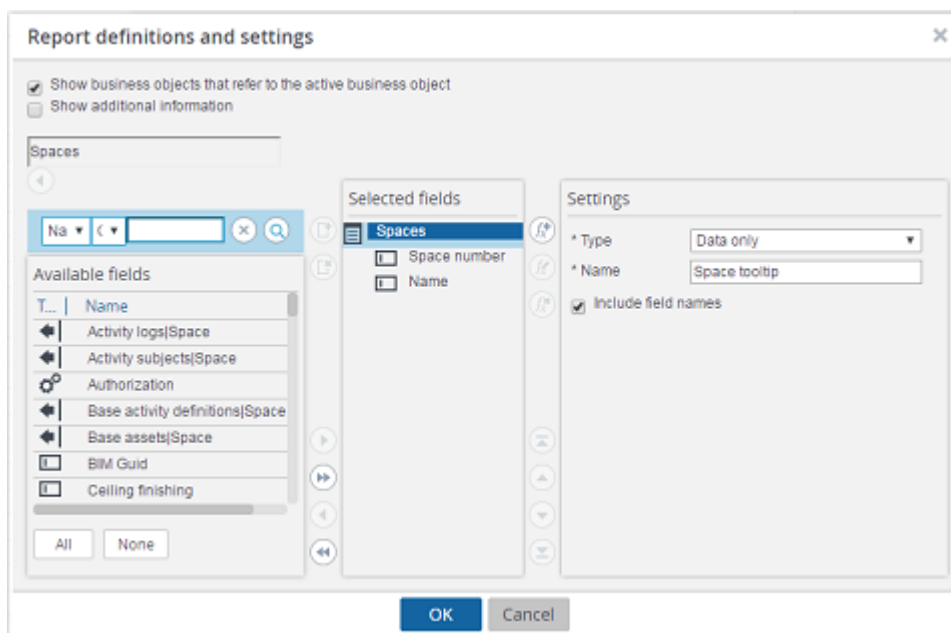 Report definitions and settings
Show business objects that refer to the active business object
Show additional information
Spaces
Na
Available fields
T... | Name
Activity logs|Space
Activity subjects|Space
Authorization
Base activity definitions|Space
Base assets|Space
BIM Guid
Ceiling finishing
All None
Selected fields
Spaces
Space number
Name
Settings
* Type Data only
* Name Space tooltip
Include field names
OK Cancel